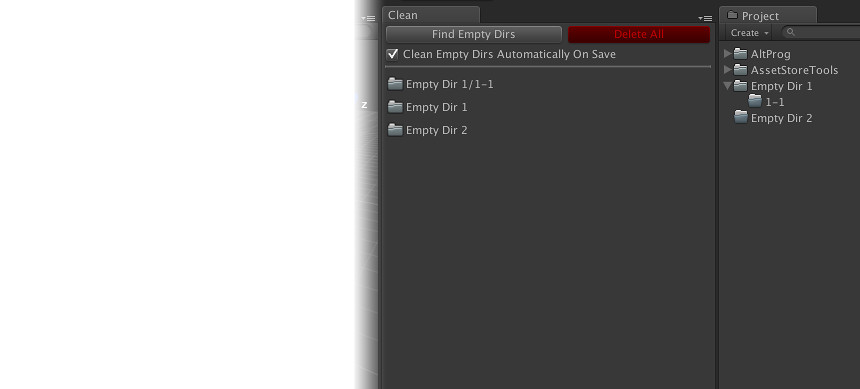 Clean
Find Empty Dirs
Delete All
Clean Empty Dirs Automatically On Save
Empty Dir 1/1-1
Empty Dir 1
Empty Dir 2
z
Project
Create
AltProg
AssetStoreTools
Empty Dir 1
1-1
Empty Dir 2